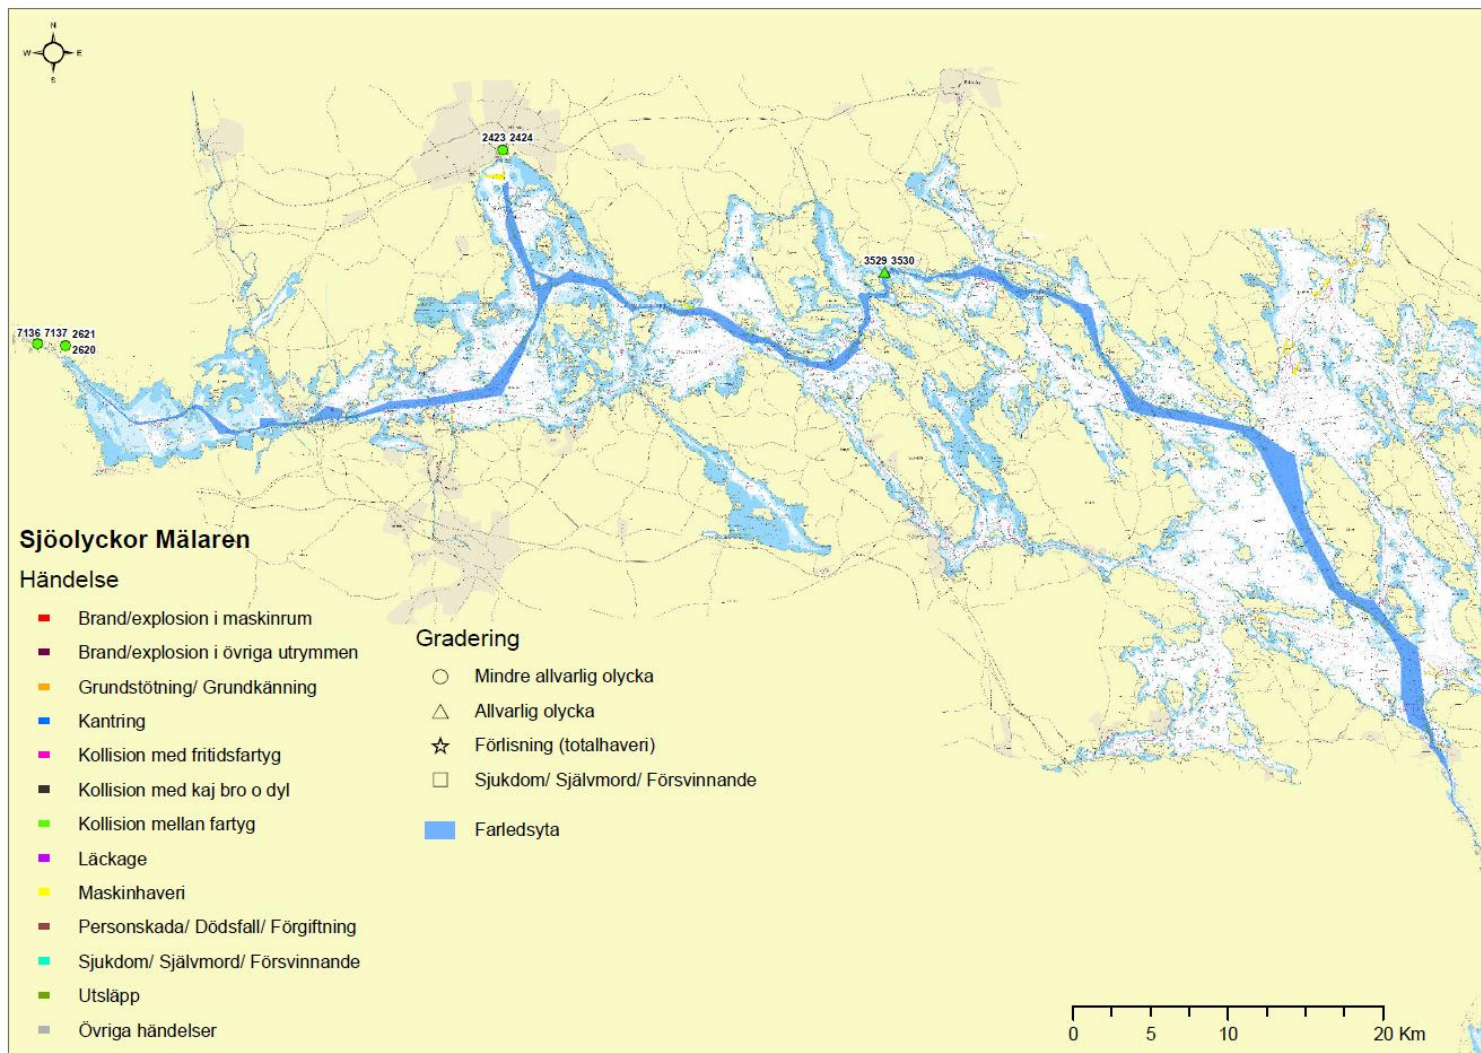 N
W E
S
2423 2424
3529 3530
7136 7137 2621
2620
Sjöolyckor Mälaren
Händelse
Brand/explosion i maskinrum
Brand/explosion i övriga utrymmen
Grundstötning/ Grundkänning
Kantring
Kollision med fritidsfartyg
Kollision med kaj bro o dyl
Kollision mellan fartyg
Läckage
Maskinhaveri
Personskada/ Dödsfall/ Förgiftning
Sjukdom/ Självmord/ Försvinnande
Utsläpp
Övriga händelser
Gradering
Mindre allvarlig olycka
Allvarlig olycka
Förlisning (totalhaveri)
Sjukdom/ Självmord/ Försvinnande
Farledsyta
0 5 10 20 Km